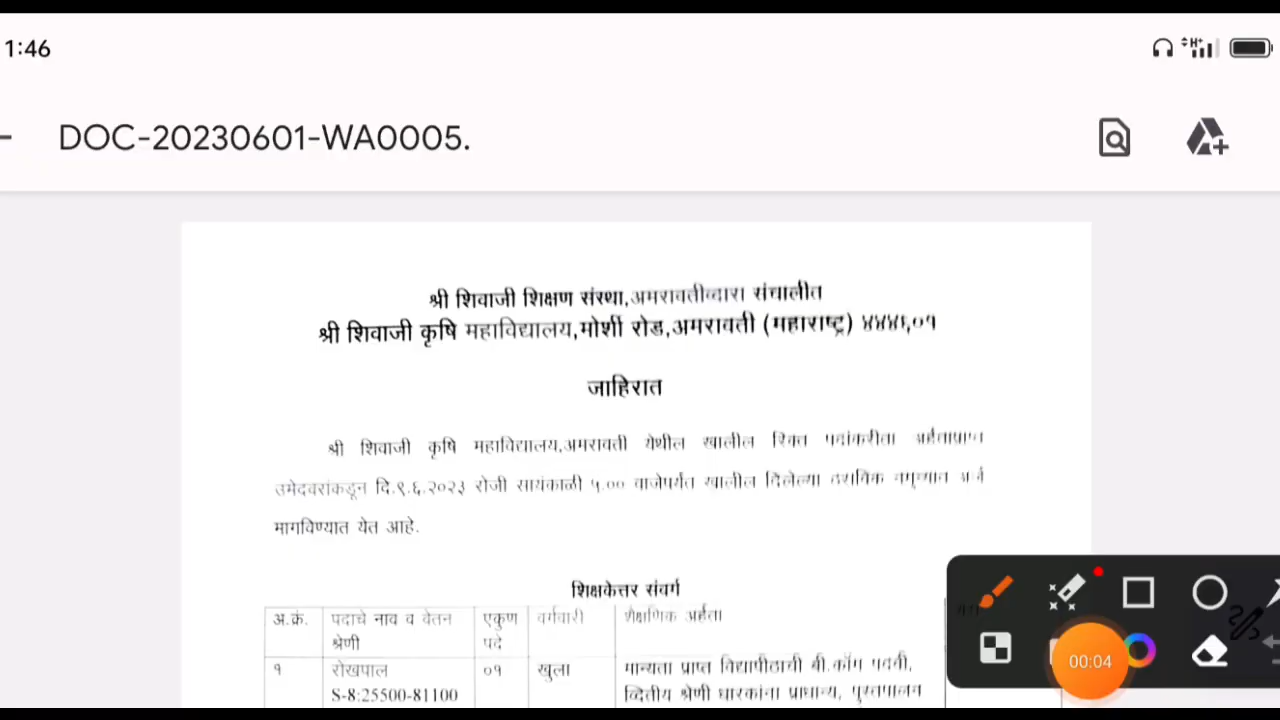 1:46
DOC-20230601-WA0005.
श्री शिवाजी शिक्षण संस्था,अमरावतीव्दारा संचालीत
श्री शिवाजी कृषि महाविद्यालय,मोर्शी रोड,अमरावती (महाराष्ट्र) ४४४६०१
जाहिरात
श्री शिवाजी कृषि महाविद्यालय,अमरावती येथील खालील रिक्त पदांकरीता अर्हताप्राप्त
उमेदवारांकडून दि.९.६.२०२३ रोजी सायंकाळी ५.०० वाजेपर्यंत खालील दिलेल्या नमुन्यात अर्ज
मागविण्यात येत आहे.
शिक्षकेत्तर संवर्ग
अ.क्रं. पदाचे नाव व वेतन एकुण वर्गवारी शैक्षणिक अर्हता
श्रेणी पदे
१ रोखपाल ०१ खुला मान्यता प्राप्त विद्यापीठाची बी.कॉम पदवी,
S-8:25500-81100 व्दितीय श्रेणी धारकांना प्राधान्य, पुस्तपालन
00:04